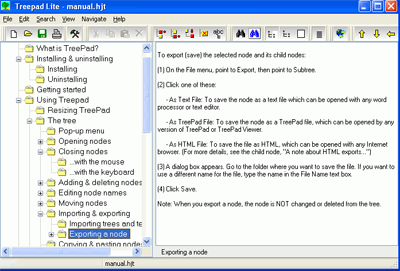 Treepad Lite - manual.hjt
File Edit Search View Navigate Help
abc
What is TreePad?
Installing & uninstalling
Installing
Uninstalling
Getting started
Using Treepad
Resizing TreePad
The tree
Pop-up menu
Opening nodes
Closing nodes
...with the mouse
...with the keyboard
Adding & deleting nodes
Editing node names
Moving nodes
Importing & exporting
Importing trees and te
Exporting a node
Copying & pasting nodes
To export (save) the selected node and its child nodes:
(1) On the File menu, point to Export, then point to Subtree.
(2) Click one of these:
- As Text File: To save the node as a text file which can be opened with any word
processor or text editor.
- As TreePad File: To save the node as a TreePad file, which can be opened by any
version of TreePad or TreePad Viewer.
- As HTML File: To save the file as HTML, which can be opened with any Internet
browser. (For more details, see the child node, "A note about HTML exports...")
(3) A dialog box appears. Go to the folder where you want to save the file. If you want to
use a different name for the file, type the name in the File Name text box.
(4) Click Save.
Note: When you export a node, the node is NOT changed or deleted from the tree.
Exporting a node
manual.hjt